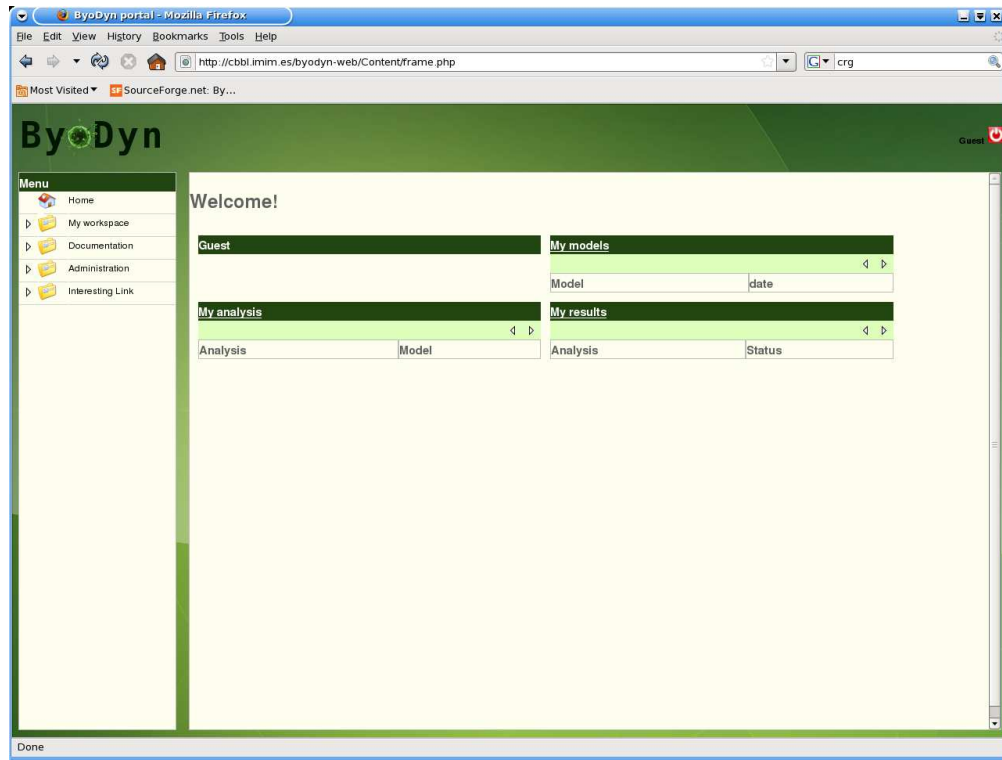 ByoDyn portal - Mozilla Firefox
File Edit View History Bookmarks Tools Help
http://cbbl.imim.es/byodyn-web/Content/frame.php
G crg
Most Visited SF SourceForge.net: By...
ByoDyn
Guest
Menu
Home
My workspace
Documentation
Administration
Interesting Link
Welcome!
Guest
My models
Model date
My analysis
Analysis Model
My results
Analysis Status
Done